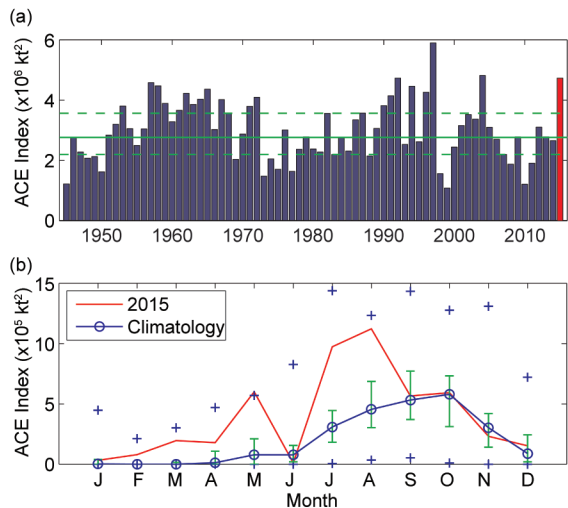 (a)
ACE Index (x10⁶ kt²)
6
4
2
0
1950 1960 1970 1980 1990 2000 2010
(b)
ACE Index (x10⁵ kt²)
15
10
5
0
2015
Climatology
J F M A M J J A S O N D
Month